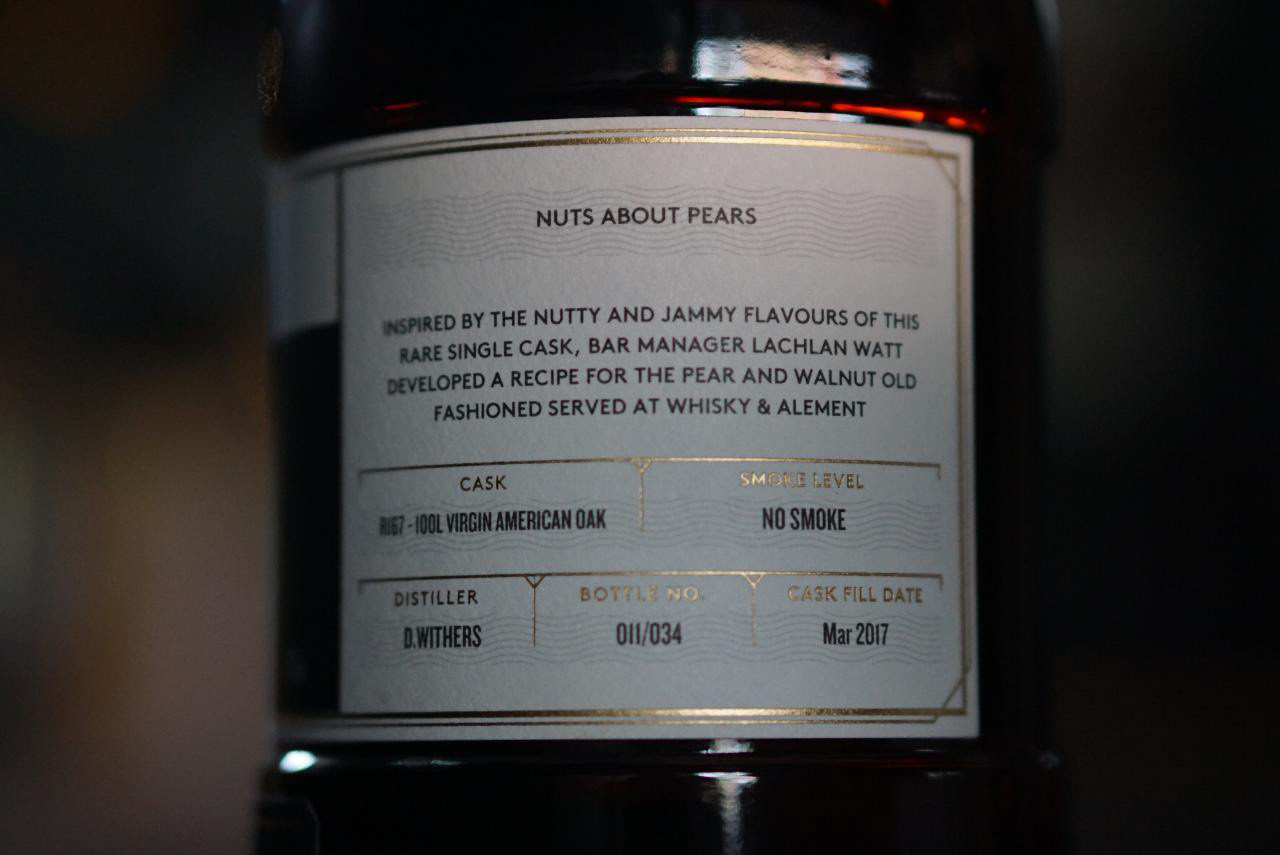 NUTS ABOUT PEARS
INSPIRED BY THE NUTTY AND JAMMY FLAVOURS OF THIS
RARE SINGLE CASK, BAR MANAGER LACHLAN WATT
DEVELOPED A RECIPE FOR THE PEAR AND WALNUT OLD
FASHIONED SERVED AT WHISKY & ALEMENT
CASK
R167 - 100L VIRGIN AMERICAN OAK
SMOKE LEVEL
NO SMOKE
DISTILLER
D.WITHERS
BOTTLE NO.
011/034
CASK FILL DATE
Mar 2017